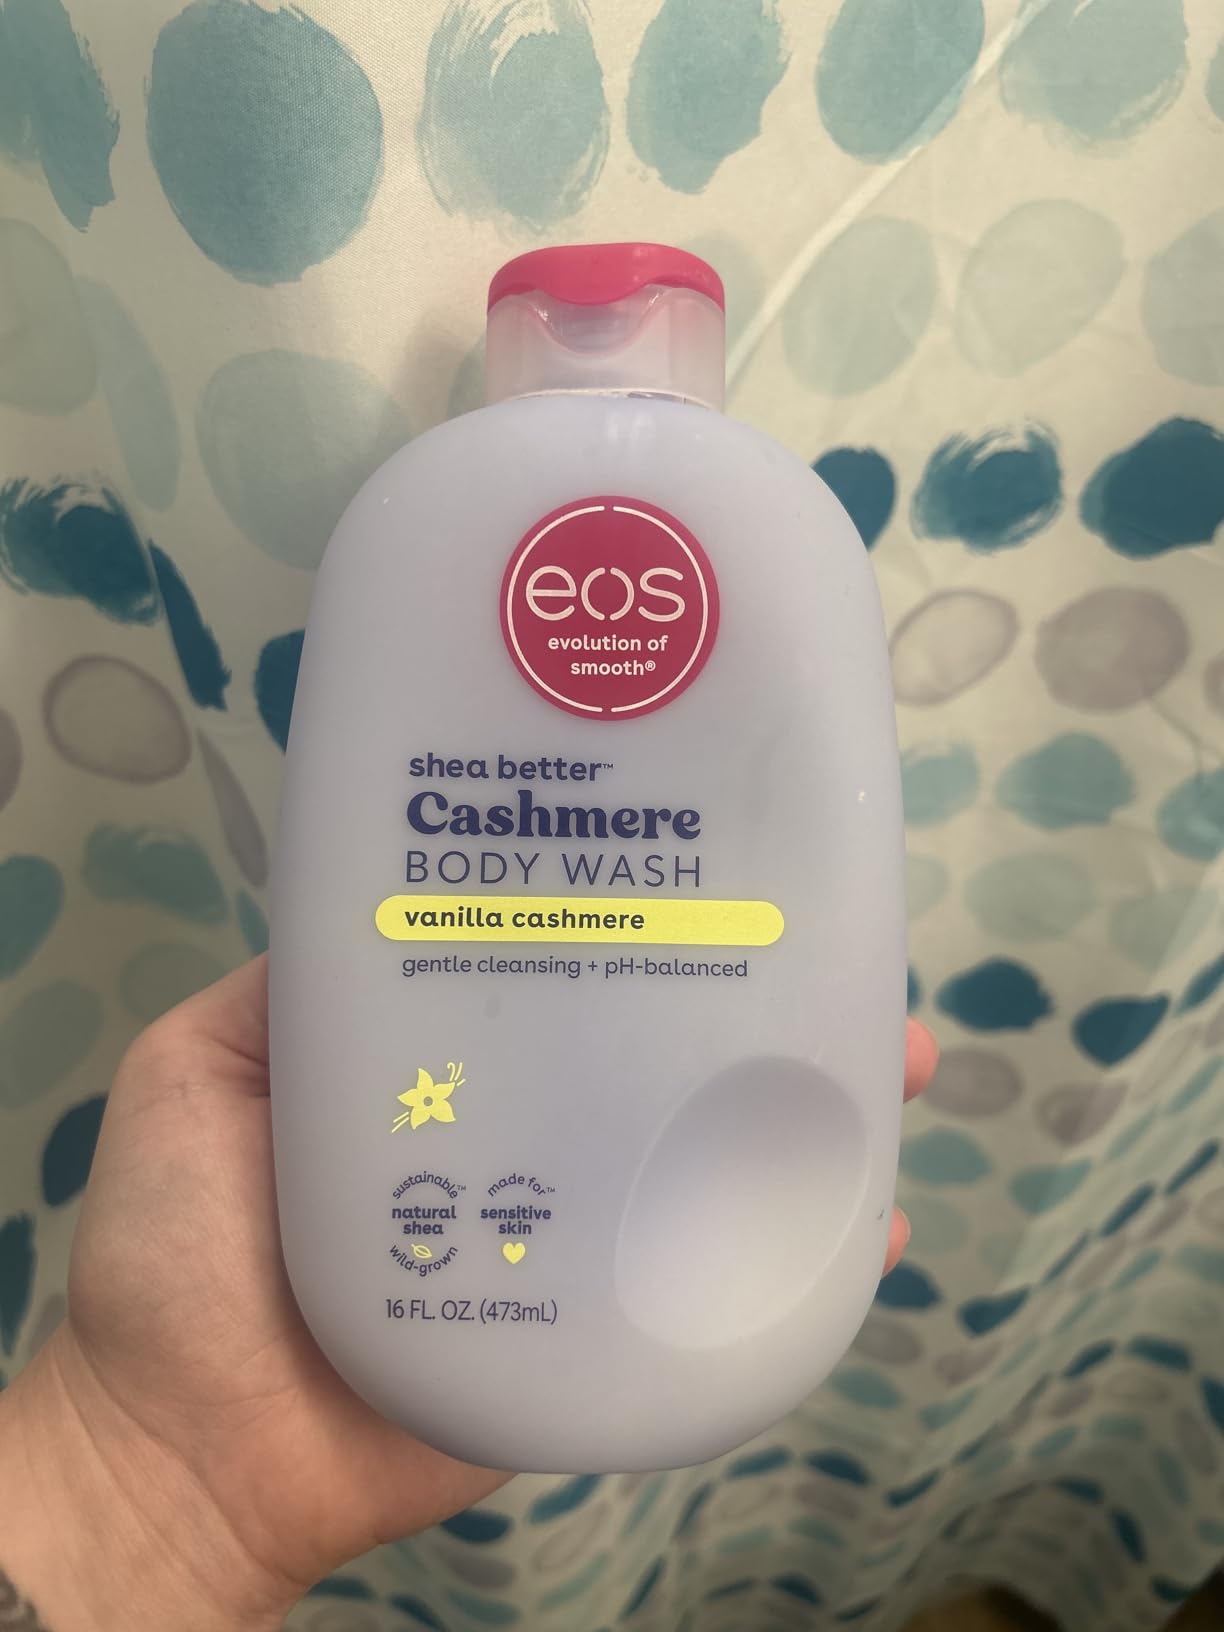 eos
evolution of
smooth®
shea better™
Cashmere
BODY WASH
vanilla cashmere
gentle cleansing + pH-balanced
sustainable™
natural
shea
wild-grown
made for™
sensitive
skin
16 FL. OZ. (473mL)